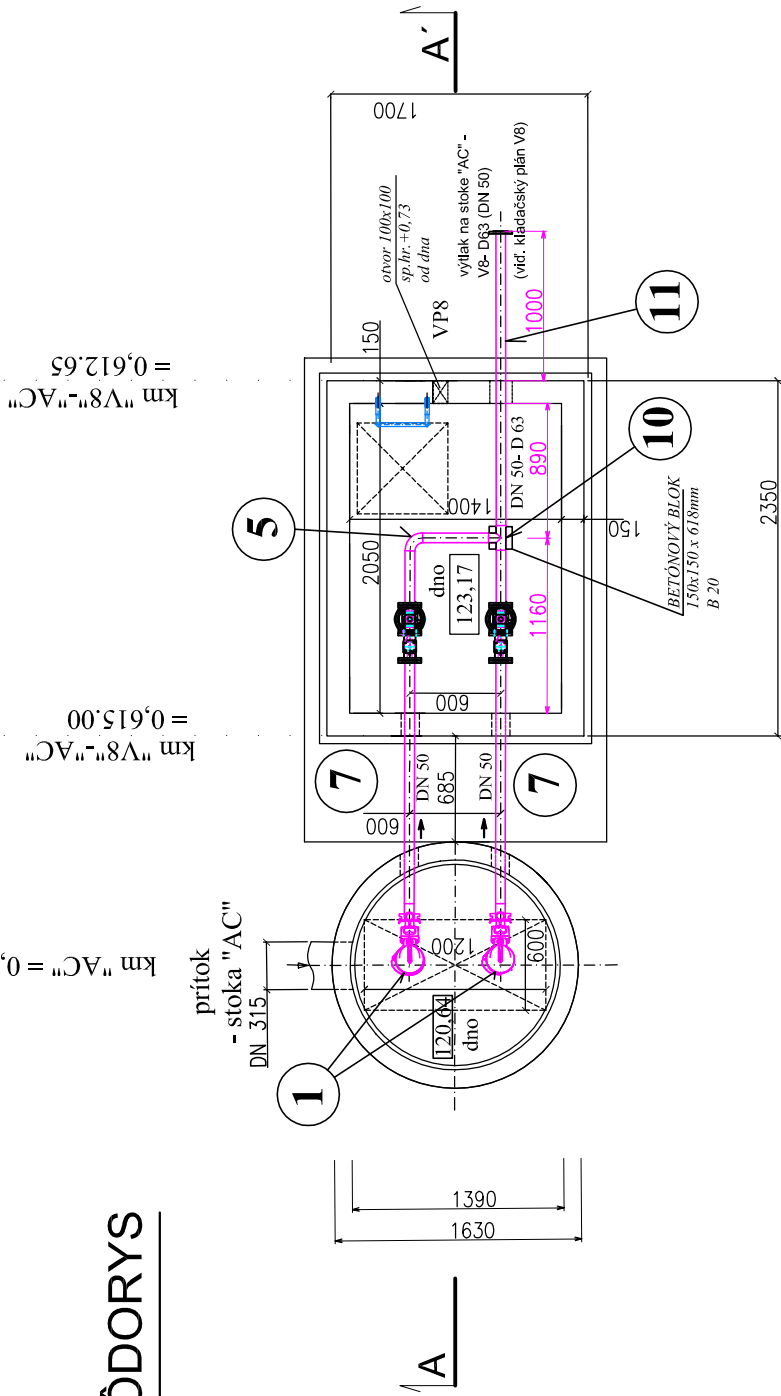 ÔDORYS
A
A´
km "AC" = 0,
km "V8"-"AC"
= 0,615.00
km "V8"-"AC"
= 0,612.65
prítok
- stoka "AC"
DN 315
1
120,64
dno
1200
600
1390
1630
7
7
DN 50
DN 50
685
600
600
5
2050
1400
150
150
dno
123,17
1160
890
DN 50- D 63
10
BETÓNOVÝ BLOK
150x150 x 618mm
B 20
2350
11
1000
1700
otvor 100x100
sp.hr.+0,73
od dna
VP8
výtlak na stoke "AC" -
V8- D63 (DN 50)
(viď. kladačský plán V8)